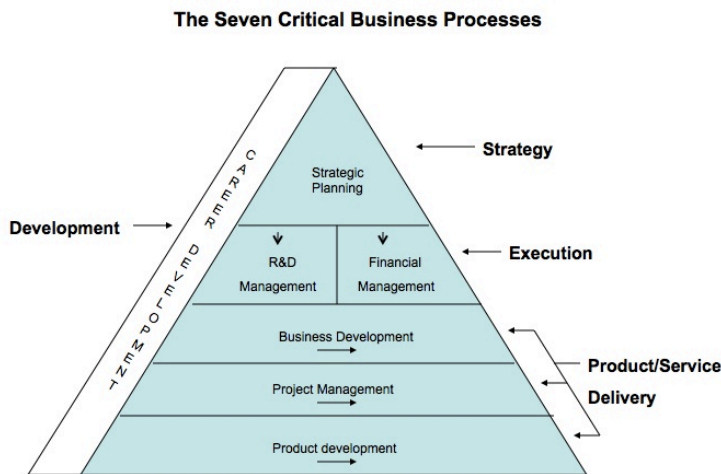 The Seven Critical Business Processes
Strategy
Strategic
Planning
CAREER DEVELOPMENT
Development
Execution
R&D
Management
Financial
Management
Business Development
Product/Service
Delivery
Project Management
Product development